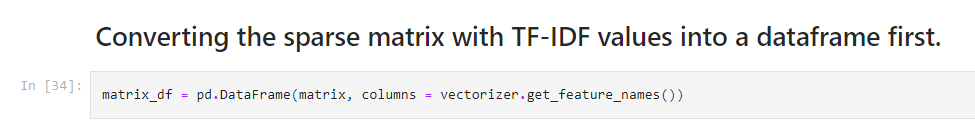 Converting the sparse matrix with TF-IDF values into a dataframe first.
In [34]: matrix_df = pd.DataFrame(matrix, columns = vectorizer.get_feature_names())